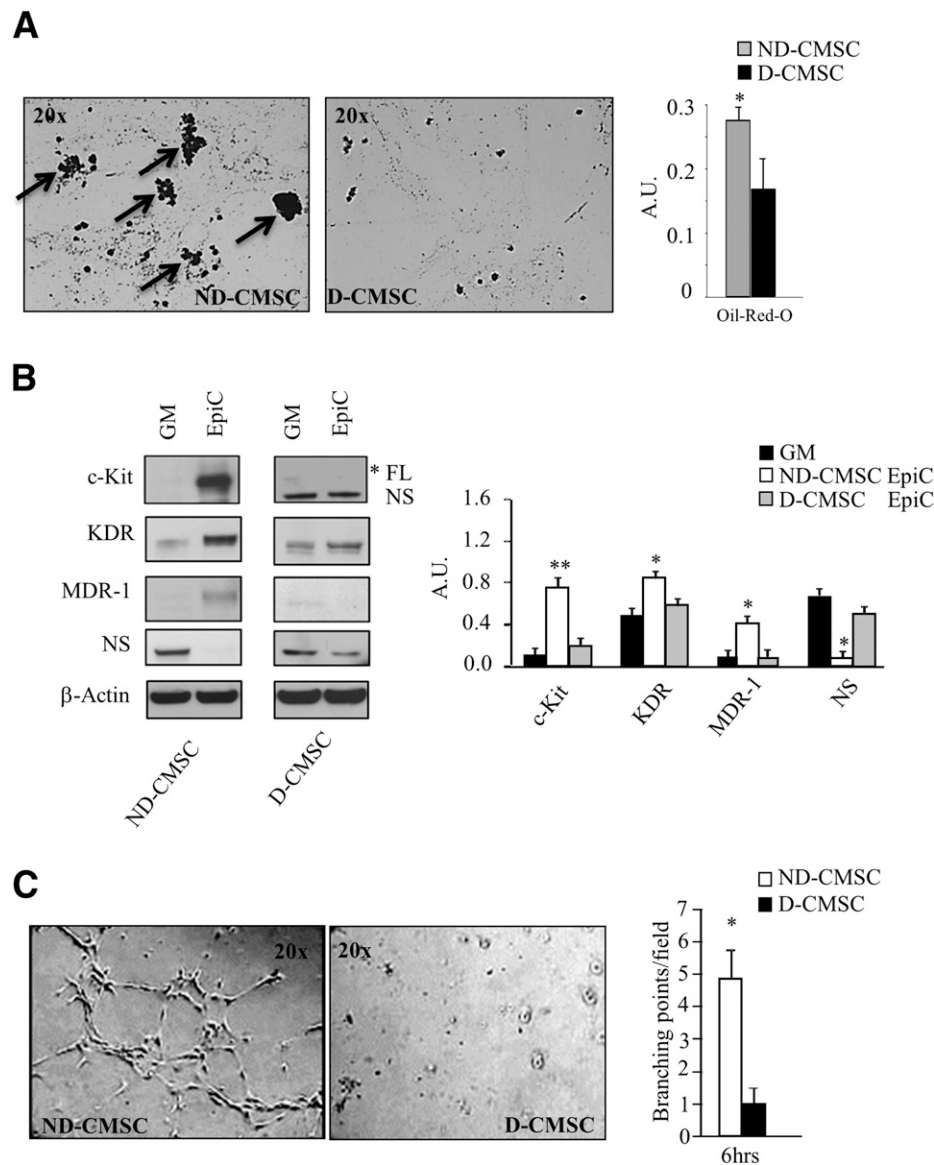 A
ND-CMSC
D-CMSC
20x
ND-CMSC
20x
D-CMSC
*
0.3
0.2
0.1
0
A.U.
Oil-Red-O
B
GM
EpiC
GM
EpiC
c-Kit
* FL
NS
KDR
MDR-1
NS
β-Actin
ND-CMSC
D-CMSC
GM
ND-CMSC EpiC
D-CMSC EpiC
1.6
1.2
0.8
0.4
0.0
A.U.
**
*
*
*
c-Kit
KDR
MDR-1
NS
C
20x
ND-CMSC
20x
D-CMSC
ND-CMSC
D-CMSC
7
6
5
4
3
2
1
0
Branching points/field
*
6hrs